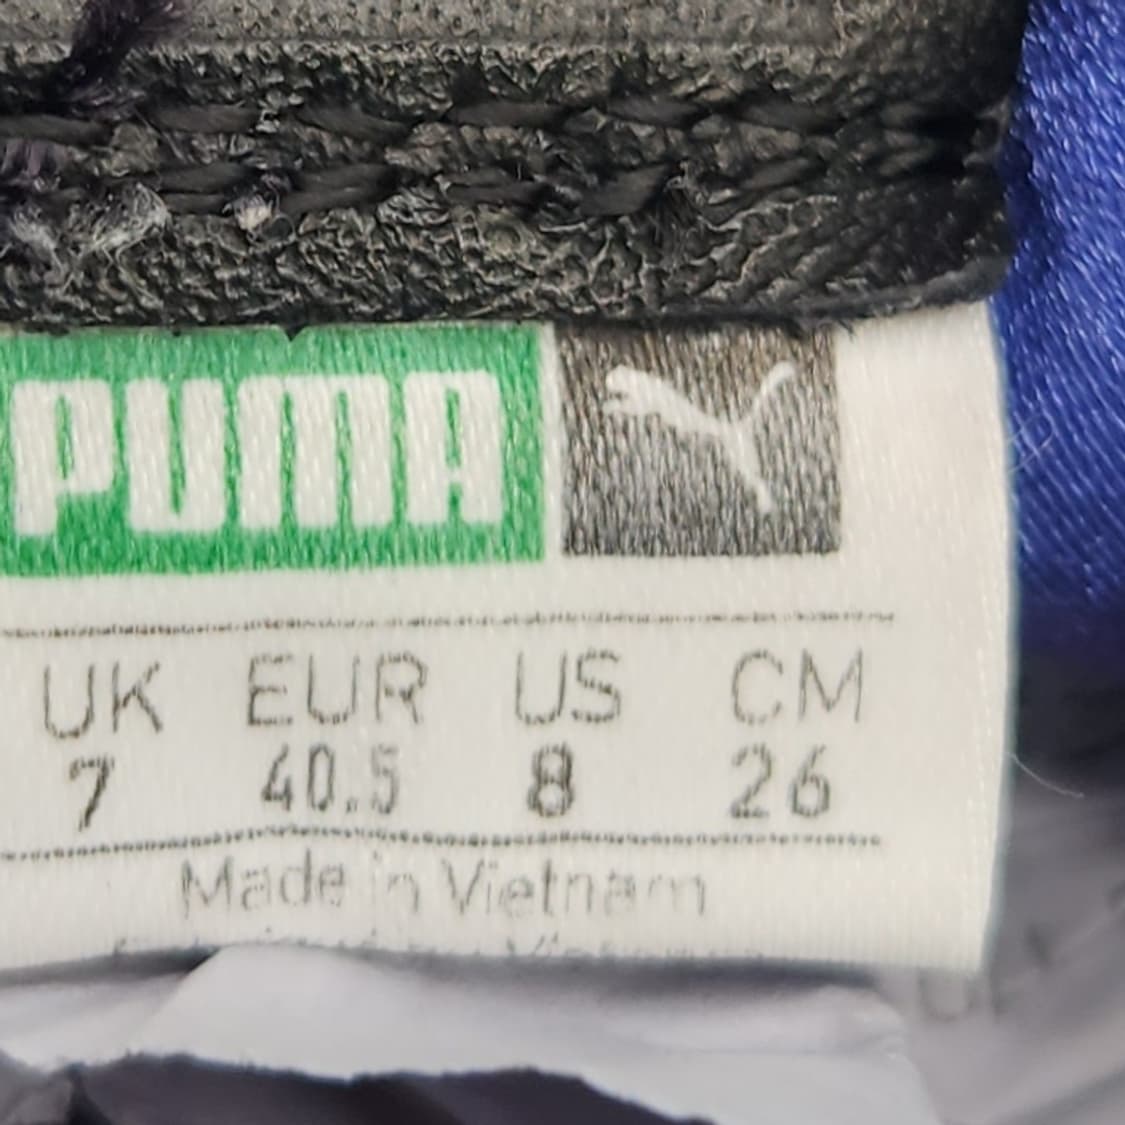 PUMA
UK EUR US CM
7 40.5 8 26
Made in Vietnam